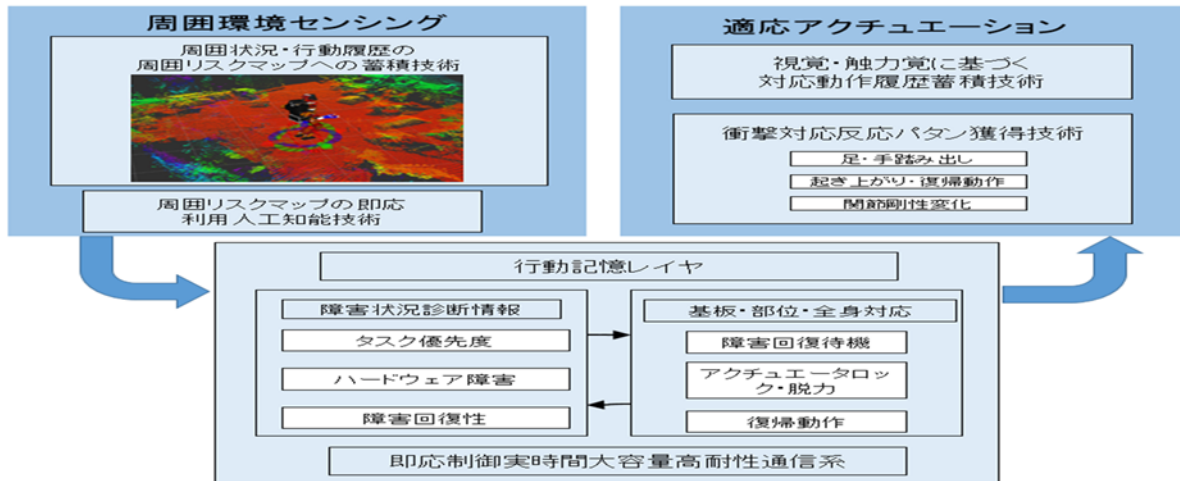 周囲環境センシング
周囲状況・行動履歴の
周囲リスクマップへの蓄積技術
周囲リスクマップの即応
利用人工知能技術
適応アクチュエーション
視覚・触力覚に基づく
対応動作履歴蓄積技術
衝撃対応反応パタン獲得技術
足・手踏み出し
起き上がり・復帰動作
関節剛性変化
行動記憶レイヤ
障害状況診断情報
タスク優先度
ハードウェア障害
障害回復性
基板・部位・全身対応
障害回復待機
アクチュエータロッ
ク・脱力
復帰動作
即応制御実時間大容量高耐性通信系